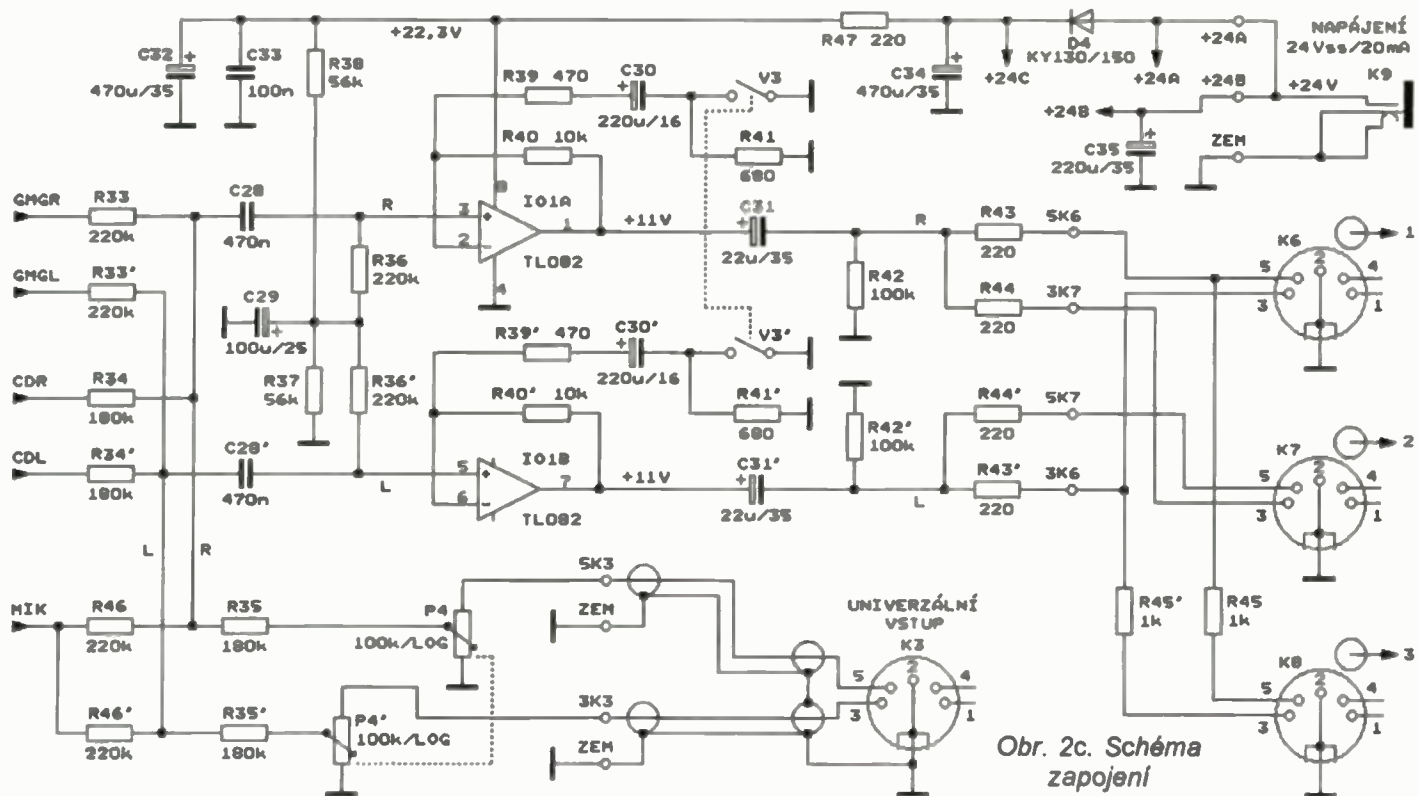 +22,3V
R47 220
D4
KY130/150
+24C
+24A
+24A
NAPÁJENÍ
24Vss/20mA
K9
+24B
+24V
+24B
ZEM
C32
470u/35
C33
100n
R38
56k
R39 470
C30
220u/16
V3
C34
470u/35
C35
220u/35
R40 10k
R41
680
GMGR
R33
220k
C28
470n
R
3
2
8
4
1
IO1A
TL082
+11V
C31
22u/35
R
R43
220
5K6
K6
1
5
2
4
3
1
GMGL
R33'
220k
R36
220k
R42
100k
R44
220
3K7
C29
100u/25
R39' 470
C30'
220u/16
V3'
CDR
R34
180k
R37
56k
R36'
220k
R40' 10k
R41'
680
R42'
100k
R44'
220
5K7
K7
2
5
2
4
3
1
CDL
R34'
180k
C28'
470n
L
5
6
7
IO1B
TL082
+11V
C31'
22u/35
L
R43'
220
3K6
L
R
5K3
ZEM
UNIVERZÁLNÍ
VSTUP
K3
5
2
4
3
1
R45'
1k
R45
1k
K8
3
5
2
4
3
1
MIK
R46
220k
R35
180k
P4
100k/LOG
R46'
220k
R35'
180k
P4'
100k/LOG
3K3
ZEM
Obr. 2c. Schéma
zapojení